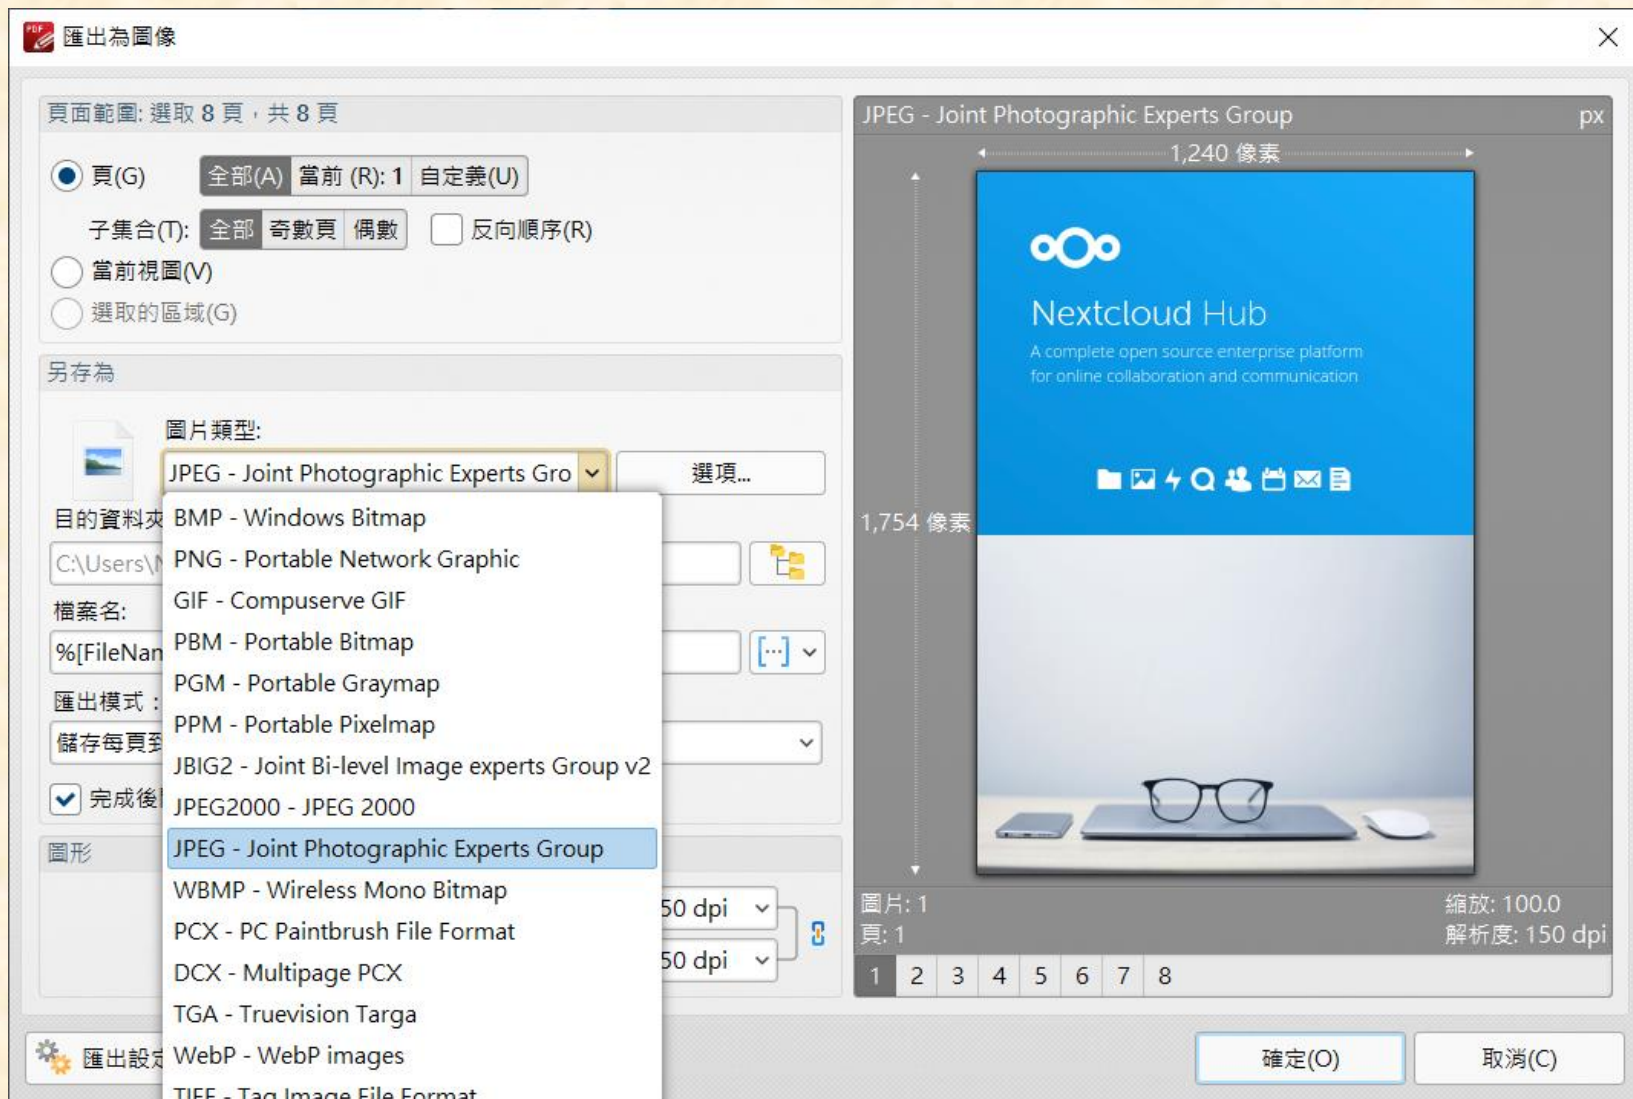 匯出為圖像
頁面範圍: 選取 8 頁，共 8 頁
頁(G) 全部(A) 當前 (R): 1 自定義(U)
子集合(T): 全部 奇數頁 偶數 反向順序(R)
當前視圖(V)
選取的區域(G)
另存為
圖片類型:
JPEG - Joint Photographic Experts Gro 選項...
目的資料夾
C:\Users\
檔案名:
%[FileNam
匯出模式：
儲存每頁到
完成後
圖形
50 dpi
50 dpi
BMP - Windows Bitmap
PNG - Portable Network Graphic
GIF - Compuserve GIF
PBM - Portable Bitmap
PGM - Portable Graymap
PPM - Portable Pixelmap
JBIG2 - Joint Bi-level Image experts Group v2
JPEG2000 - JPEG 2000
JPEG - Joint Photographic Experts Group
WBMP - Wireless Mono Bitmap
PCX - PC Paintbrush File Format
DCX - Multipage PCX
TGA - Truevision Targa
WebP - WebP images
TIFF - Tag Image File Format
匯出設定
JPEG - Joint Photographic Experts Group px
1,240 像素
1,754 像素
Nextcloud Hub
A complete open source enterprise platform
for online collaboration and communication
圖片: 1 縮放: 100.0
頁: 1 解析度: 150 dpi
1 2 3 4 5 6 7 8
確定(O) 取消(C)